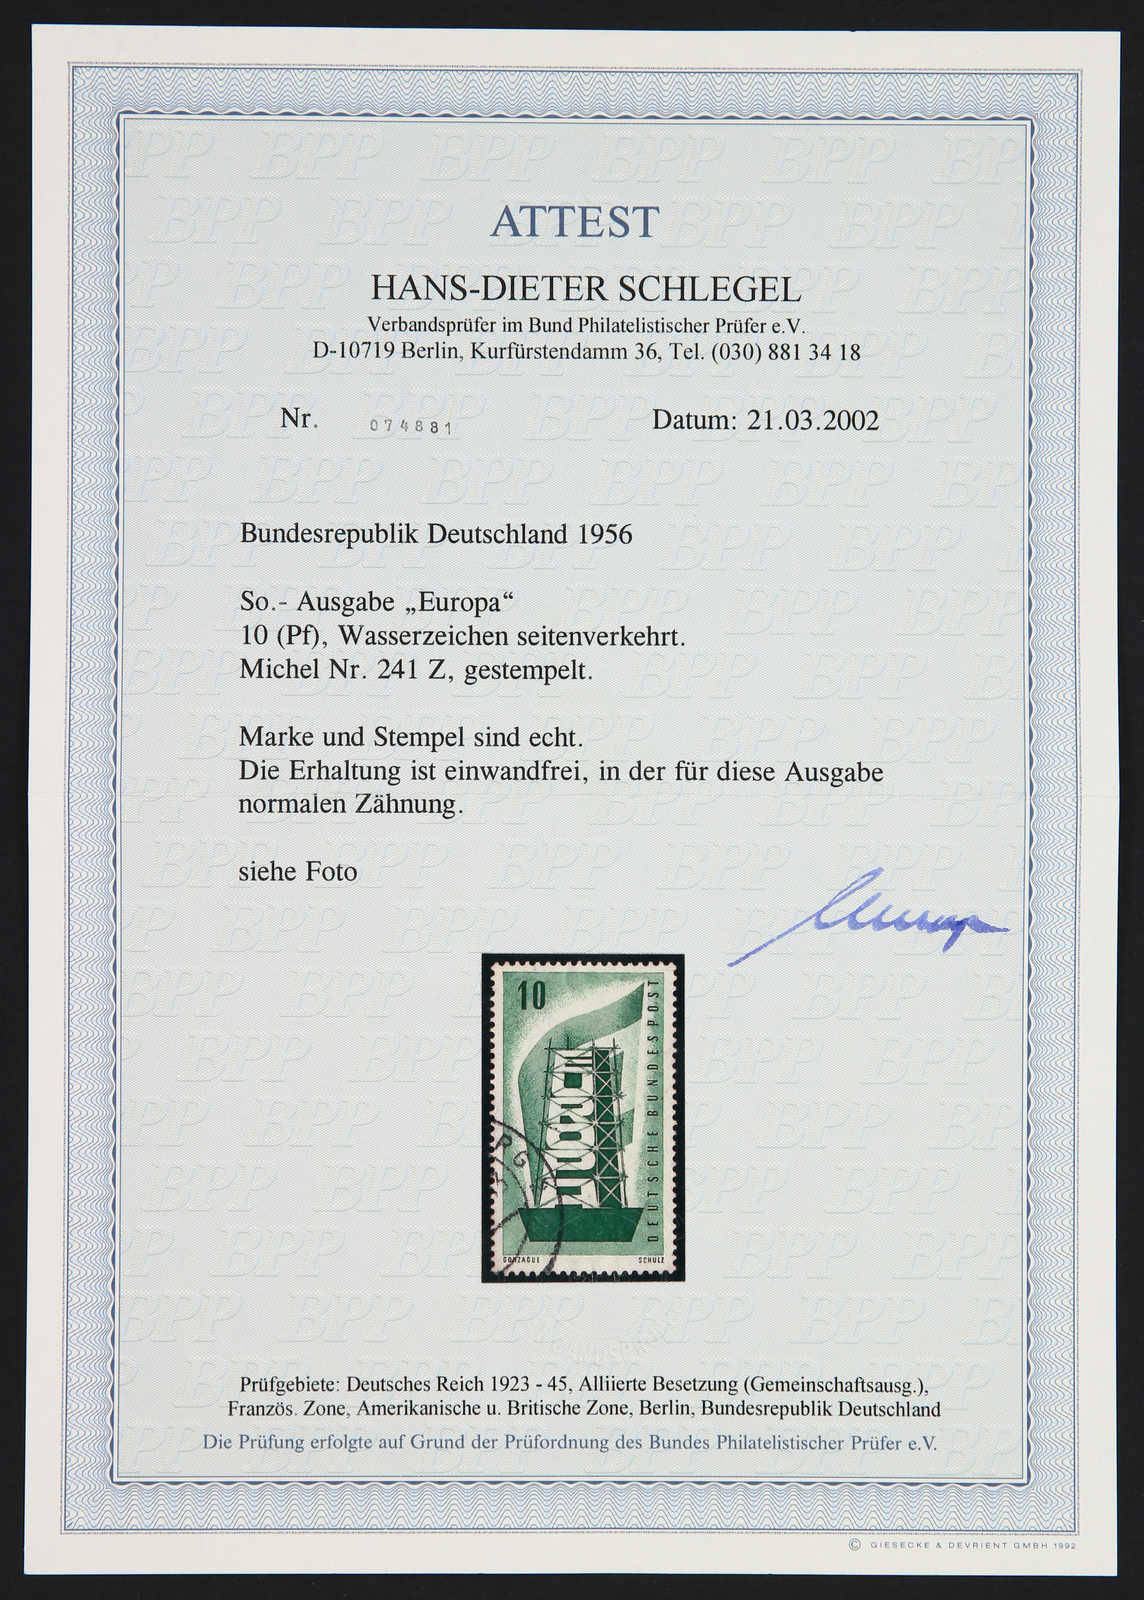 ATTEST
HANS-DIETER SCHLEGEL
Verbandsprüfer im Bund Philatelistischer Prüfer e.V.
D-10719 Berlin, Kurfürstendamm 36, Tel. (030) 881 34 18
Nr. 074881 Datum: 21.03.2002
Bundesrepublik Deutschland 1956
So.- Ausgabe „Europa“
10 (Pf), Wasserzeichen seitenverkehrt.
Michel Nr. 241 Z, gestempelt.
Marke und Stempel sind echt.
Die Erhaltung ist einwandfrei, in der für diese Ausgabe
normalen Zähnung.
siehe Foto
10
DEUTSCHE BUNDESPOST
EUROPA
GONZAGUE SCHULZ
Prüfgebiete: Deutsches Reich 1923 - 45, Alliierte Besetzung (Gemeinschaftsausg.),
Französ. Zone, Amerikanische u. Britische Zone, Berlin, Bundesrepublik Deutschland
Die Prüfung erfolgte auf Grund der Prüfordnung des Bundes Philatelistischer Prüfer e.V.
© GIESECKE & DEVRIENT GMBH 1992